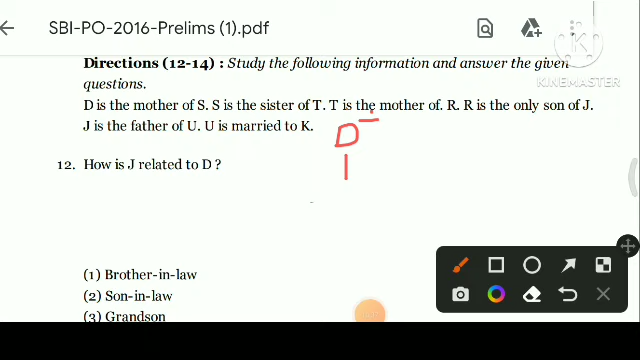 SBI-PO-2016-Prelims (1).pdf
K
KINEMASTER
Directions (12-14) : Study the following information and answer the given
questions.
D is the mother of S. S is the sister of T. T is the mother of. R. R is the only son of J.
J is the father of U. U is married to K.
D
12. How is J related to D ?
(1) Brother-in-law
(2) Son-in-law
(3) Grandson